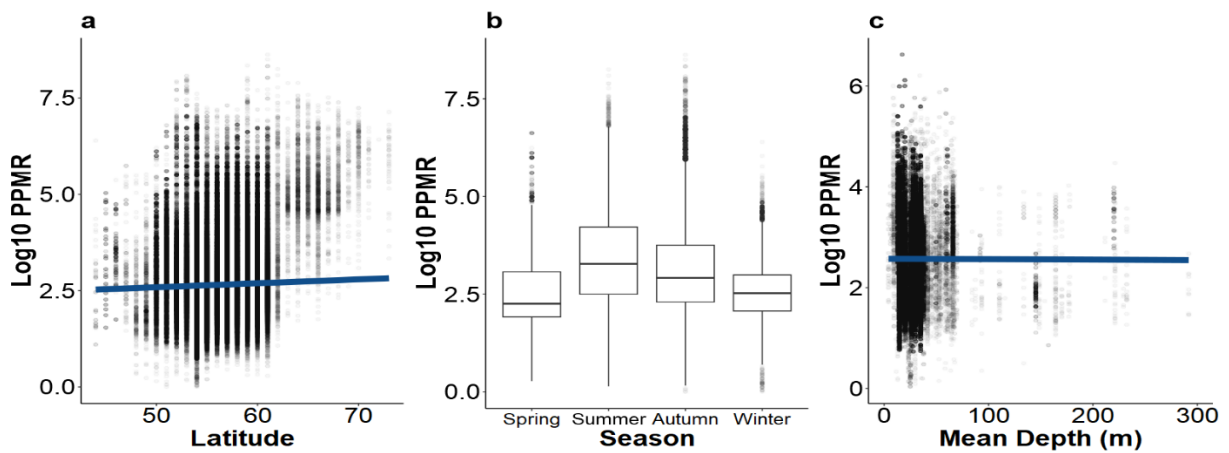 a
Log10 PPMR
7.5
5.0
2.5
0.0
50 60 70
Latitude
b
Log10 PPMR
7.5
5.0
2.5
0.0
Spring Summer Autumn Winter
Season
c
Log10 PPMR
6
4
2
0
0 100 200 300
Mean Depth (m)